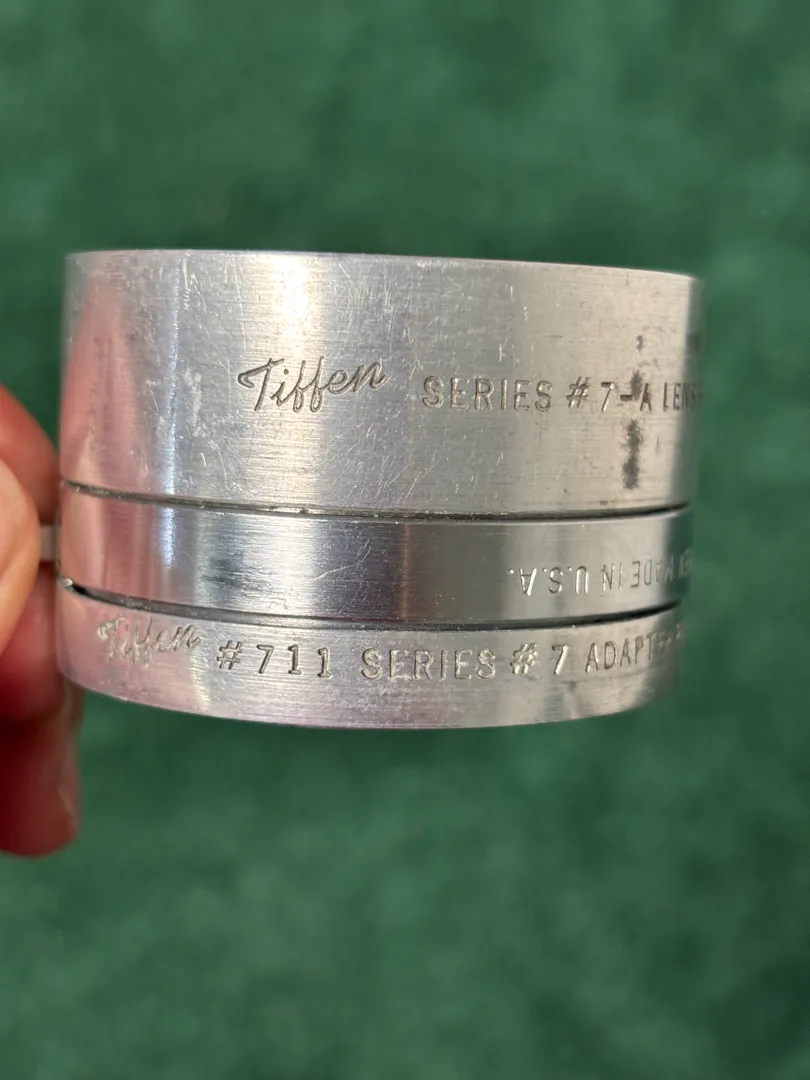 Tiffen SERIES # 7-A LENS
MADE IN U.S.A.
Tiffen # 711 SERIES # 7 ADAPTER